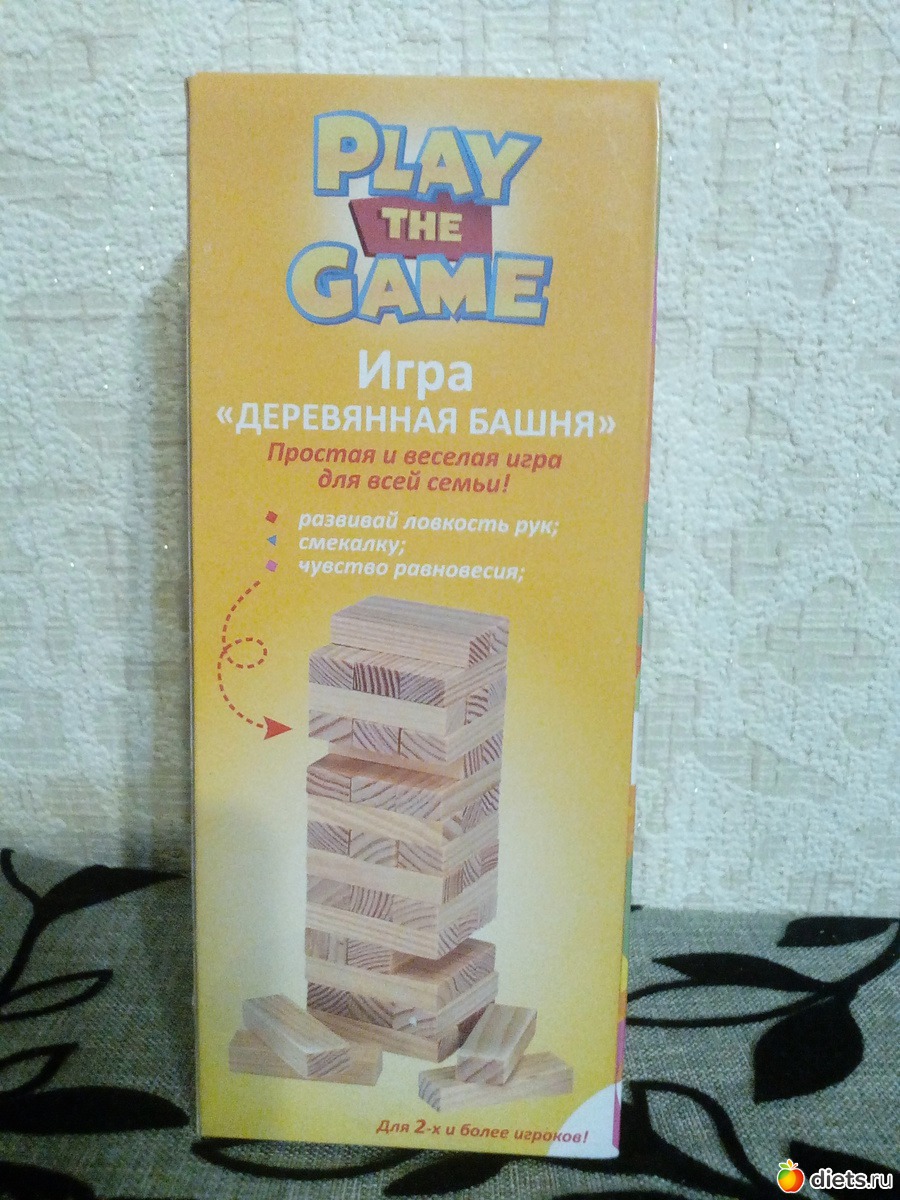 PLAY
THE
GAME
Игра
«ДЕРЕВЯННАЯ БАШНЯ»
Простая и веселая игра
для всей семьи!
развивай ловкость рук;
смекалку;
чувство равновесия;
Для 2-х и более игроков!
diets.ru